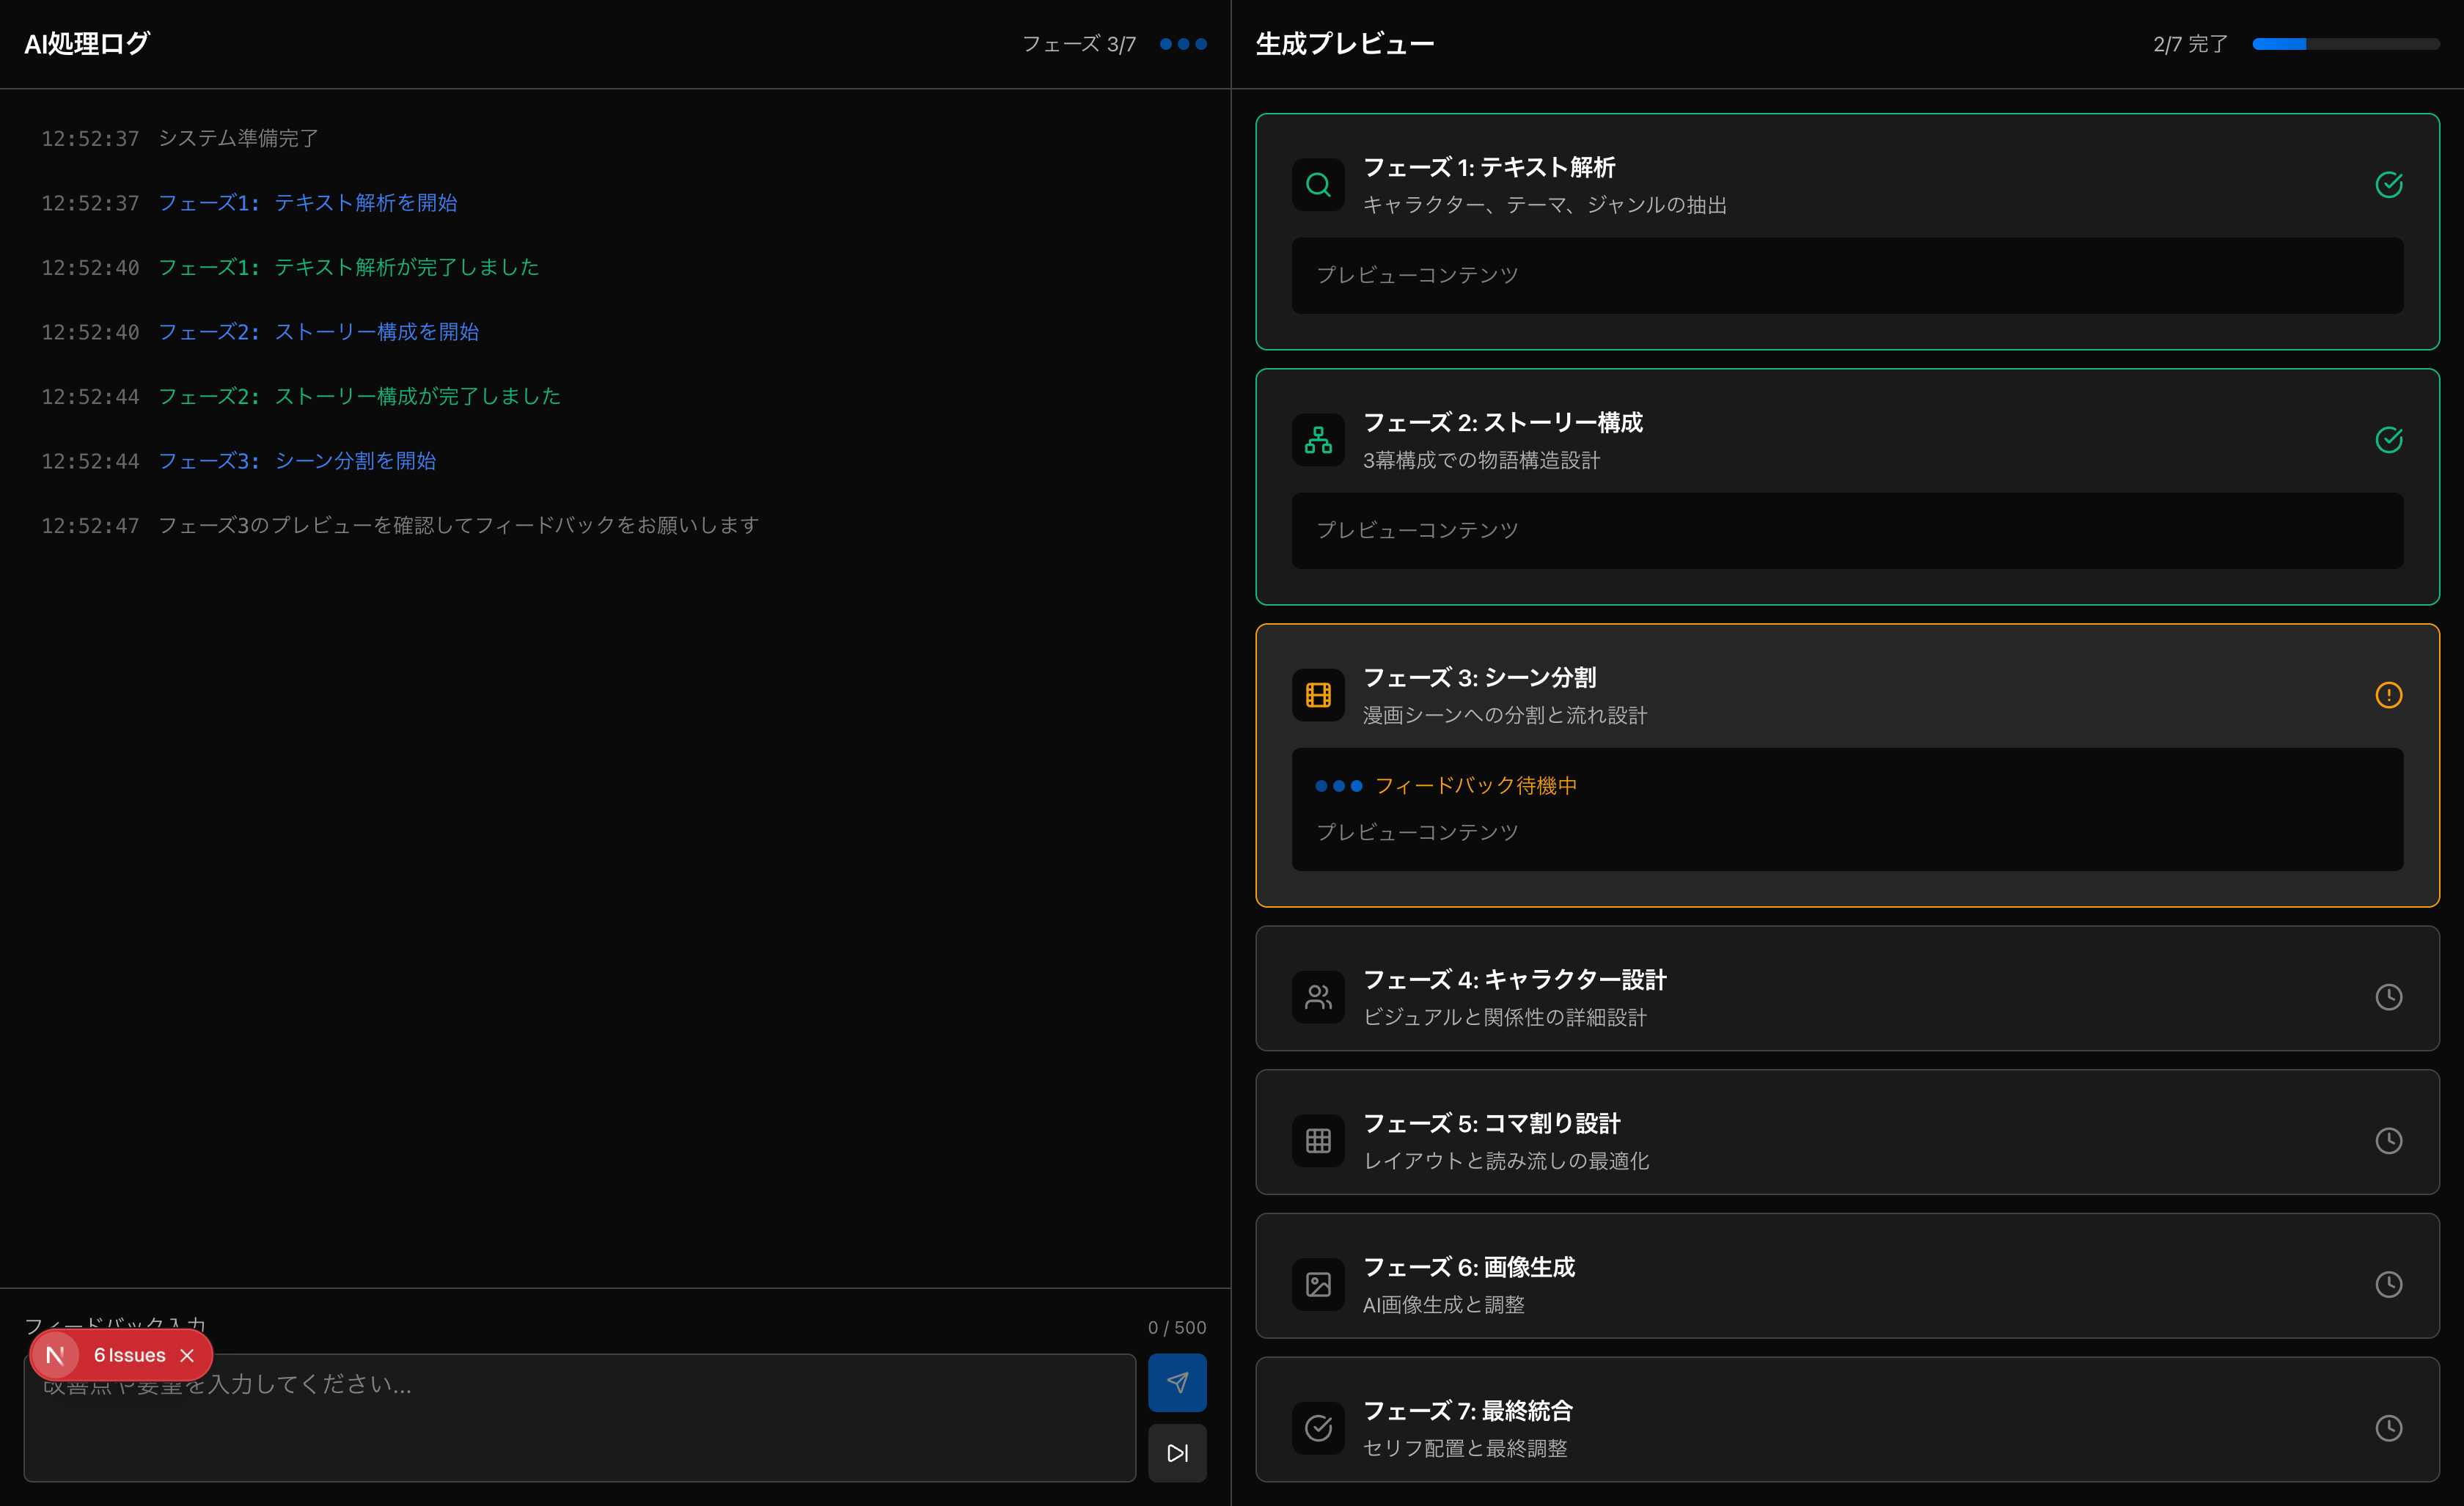 AI処理ログ
フェーズ 3/7
12:52:37 システム準備完了
12:52:37 フェーズ1: テキスト解析を開始
12:52:40 フェーズ1: テキスト解析が完了しました
12:52:40 フェーズ2: ストーリー構成を開始
12:52:44 フェーズ2: ストーリー構成が完了しました
12:52:44 フェーズ3: シーン分割を開始
12:52:47 フェーズ3のプレビューを確認してフィードバックをお願いします
フィードバック入力
0 / 500
6 Issues
改善点や要望を入力してください...
生成プレビュー
2/7 完了
フェーズ 1: テキスト解析
キャラクター、テーマ、ジャンルの抽出
プレビューコンテンツ
フェーズ 2: ストーリー構成
3幕構成での物語構造設計
プレビューコンテンツ
フェーズ 3: シーン分割
漫画シーンへの分割と流れ設計
フィードバック待機中
プレビューコンテンツ
フェーズ 4: キャラクター設計
ビジュアルと関係性の詳細設計
フェーズ 5: コマ割り設計
レイアウトと読み流しの最適化
フェーズ 6: 画像生成
AI画像生成と調整
フェーズ 7: 最終統合
セリフ配置と最終調整